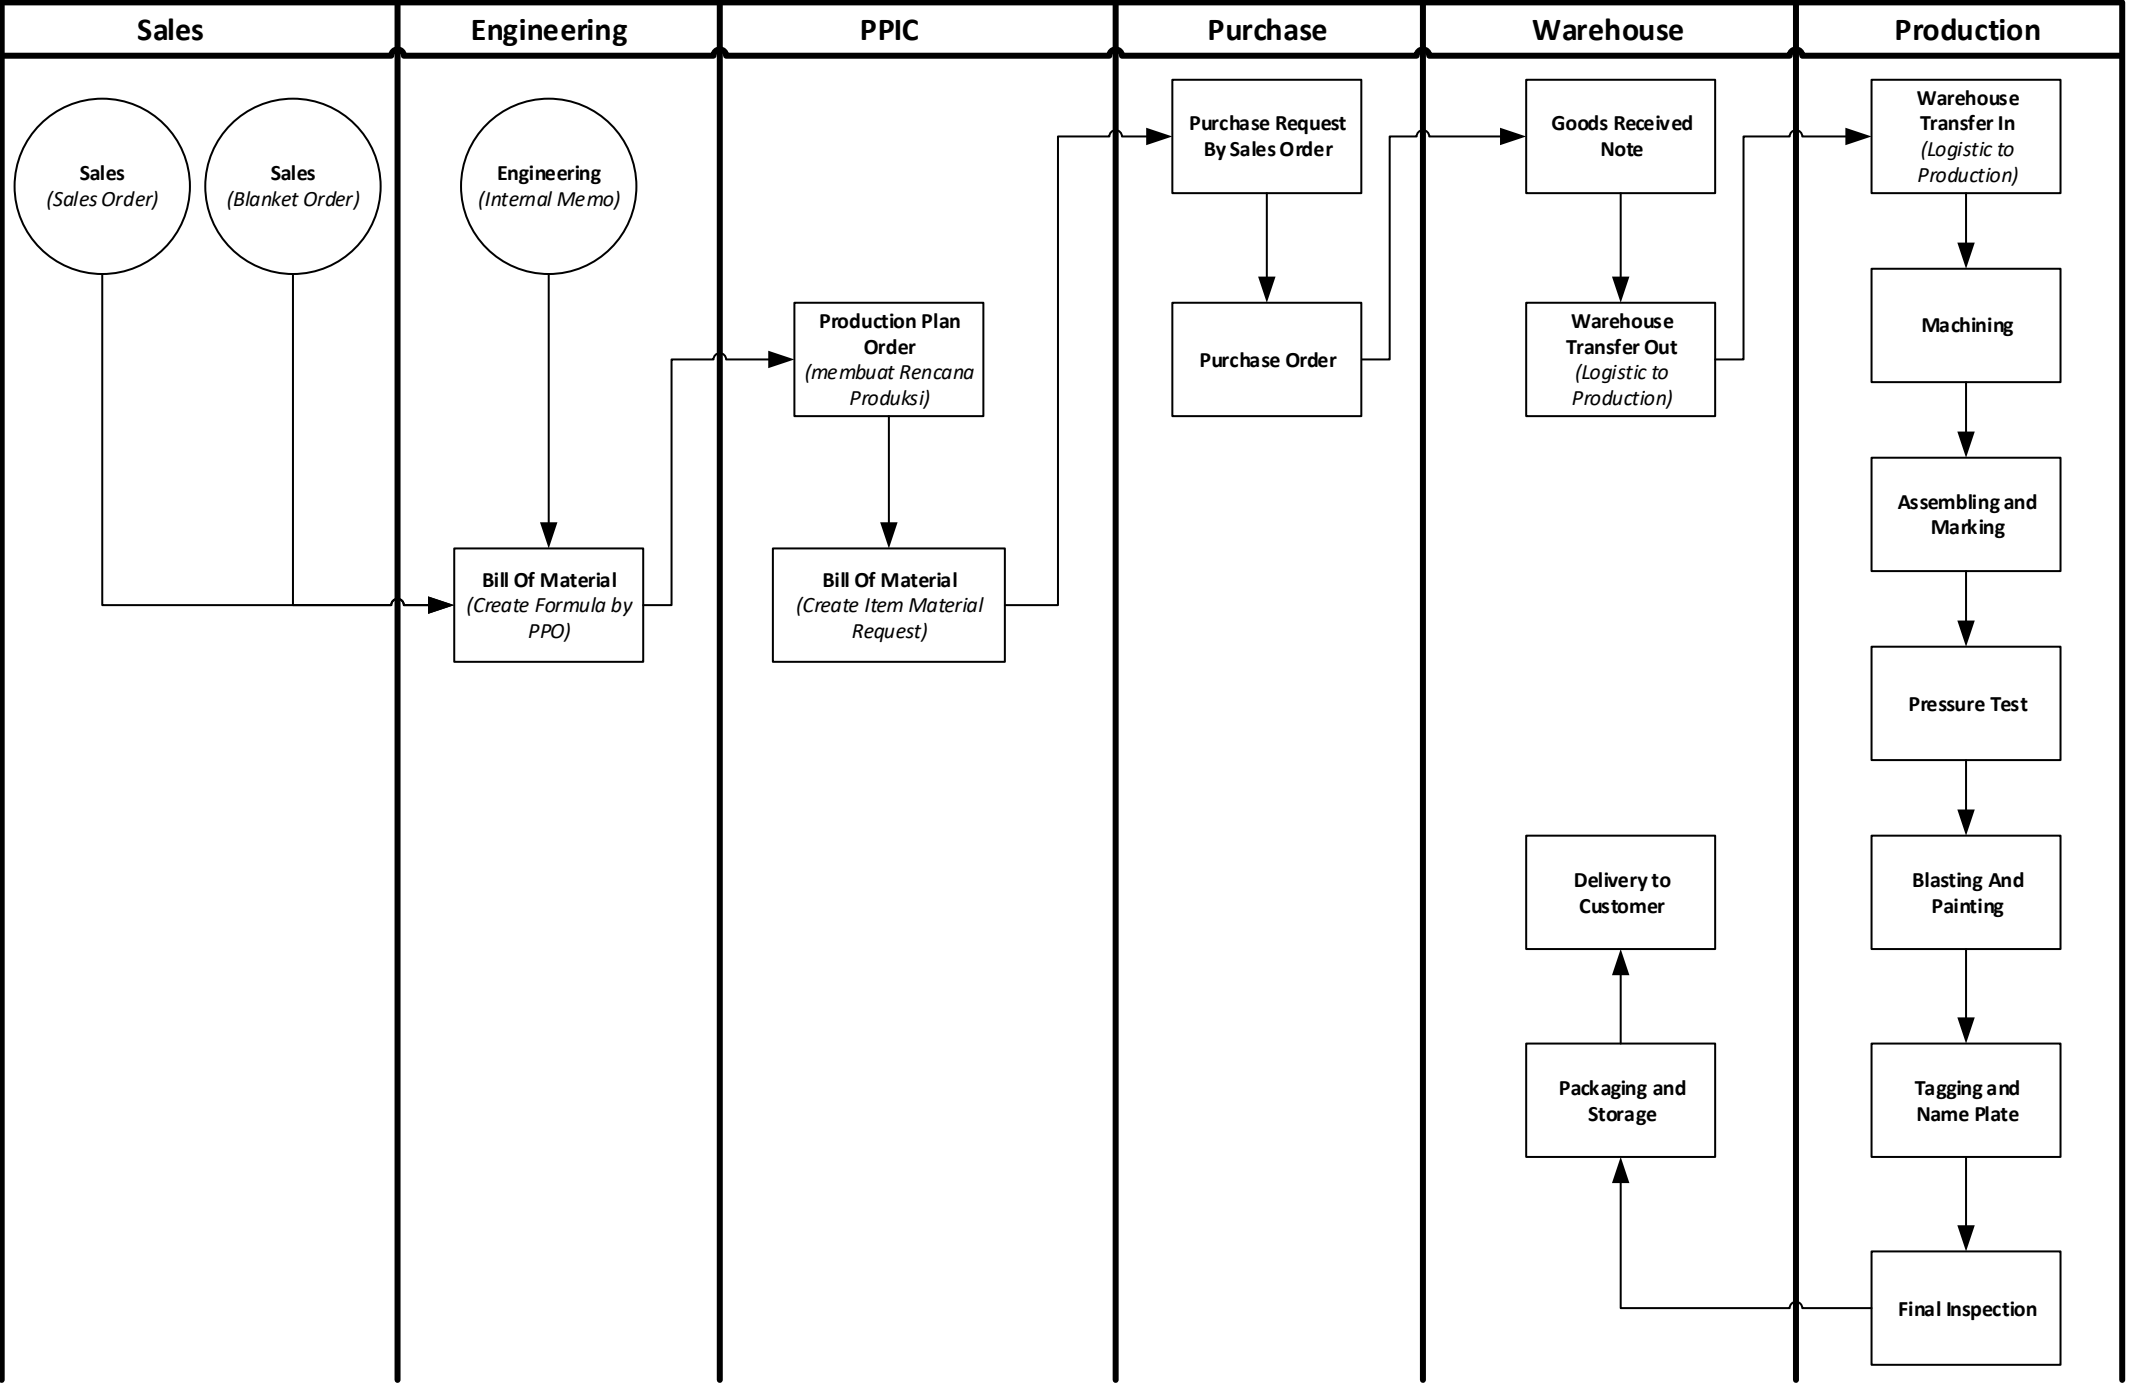 Sales
Engineering
PPIC
Purchase
Warehouse
Production
Sales
(Sales Order)
Sales
(Blanket Order)
Engineering
(Internal Memo)
Bill Of Material
(Create Formula by
PPO)
Production Plan
Order
(membuat Rencana
Produksi)
Bill Of Material
(Create Item Material
Request)
Purchase Request
By Sales Order
Purchase Order
Goods Received
Note
Warehouse
Transfer Out
(Logistic to
Production)
Warehouse
Transfer In
(Logistic to
Production)
Machining
Assembling and
Marking
Pressure Test
Blasting And
Painting
Tagging and
Name Plate
Final Inspection
Packaging and
Storage
Delivery to
Customer